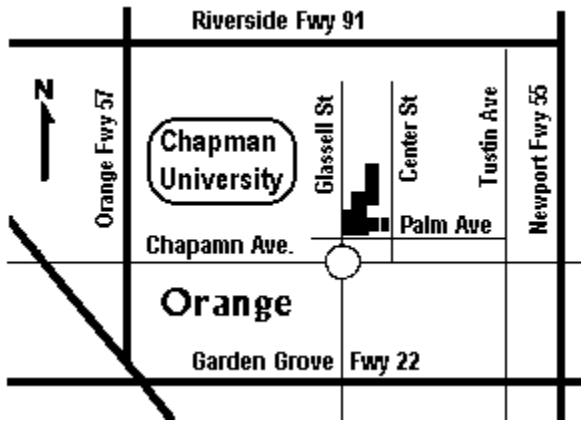 Riverside Fwy 91
N
Orange Fwy 57
Chapman
University
Glassell St
Center St
Tustin Ave
Newport Fwy 55
Palm Ave
Chapamn Ave.
Orange
Garden Grove Fwy 22